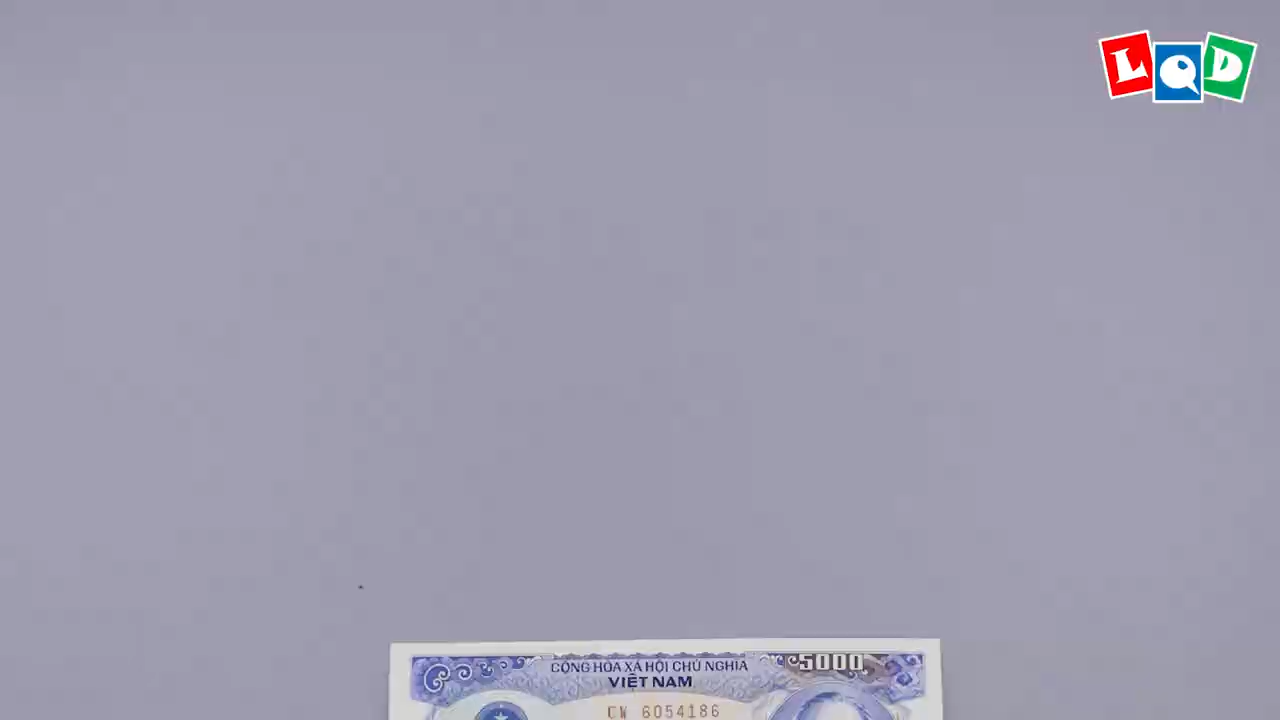 LQD
CỘNG HÒA XÃ HỘI CHỦ NGHĨA
5000
VIỆT NAM
CW 6054186